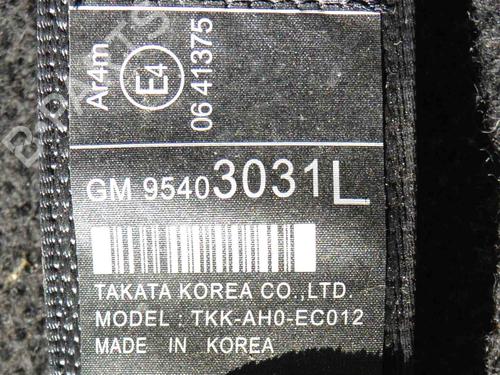 Ar4m
E4
06 41375
GM 95403031L
TAKATA KOREA CO.,LTD.
MODEL : TKK-AH0-EC012
MADE IN KOREA